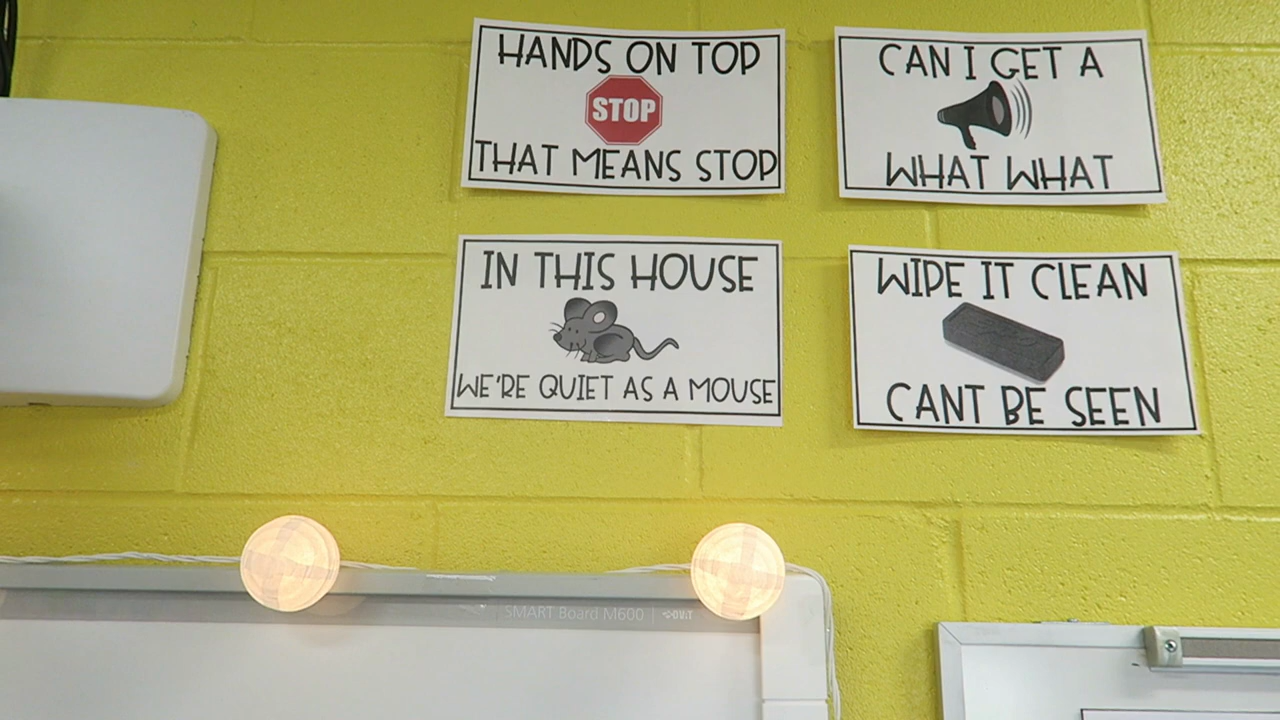 HANDS ON TOP
STOP
THAT MEANS STOP
CAN I GET A
WHAT WHAT
IN THIS HOUSE
WE'RE QUIET AS A MOUSE
WIPE IT CLEAN
CANT BE SEEN
SMART Board M600